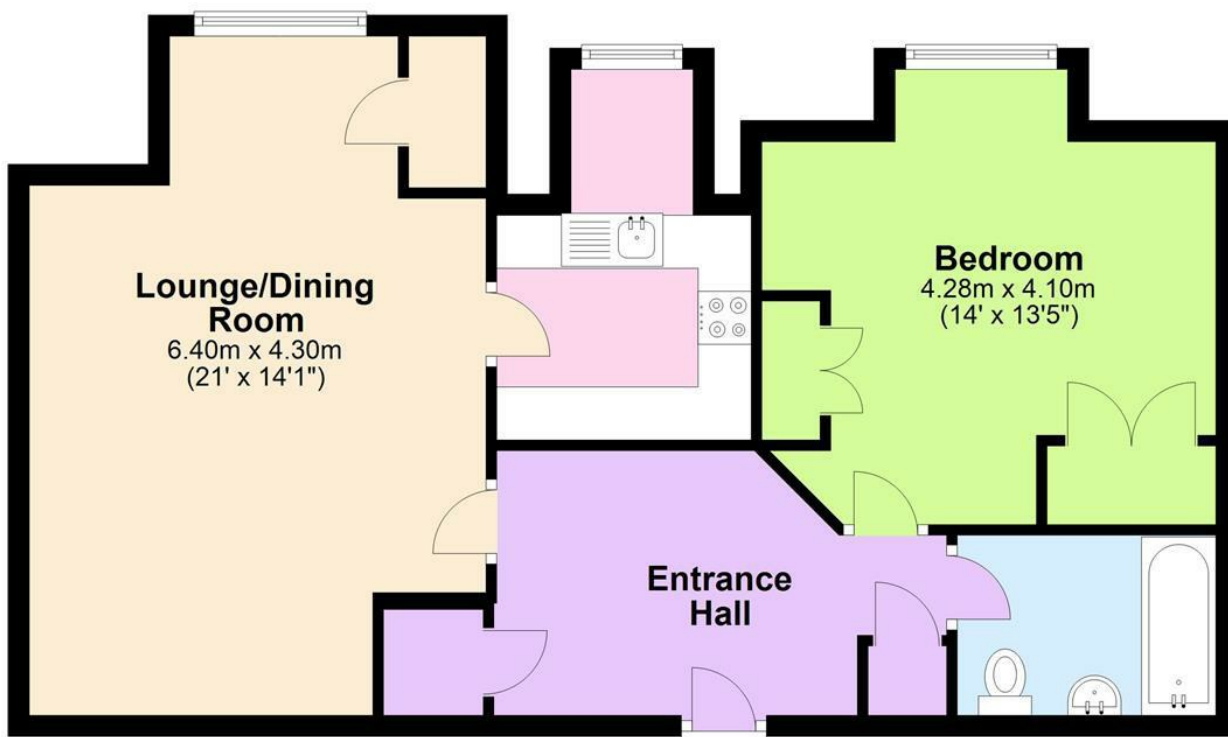 Lounge/Dining
Room
6.40m x 4.30m
(21' x 14'1")
Bedroom
4.28m x 4.10m
(14' x 13'5")
Entrance
Hall